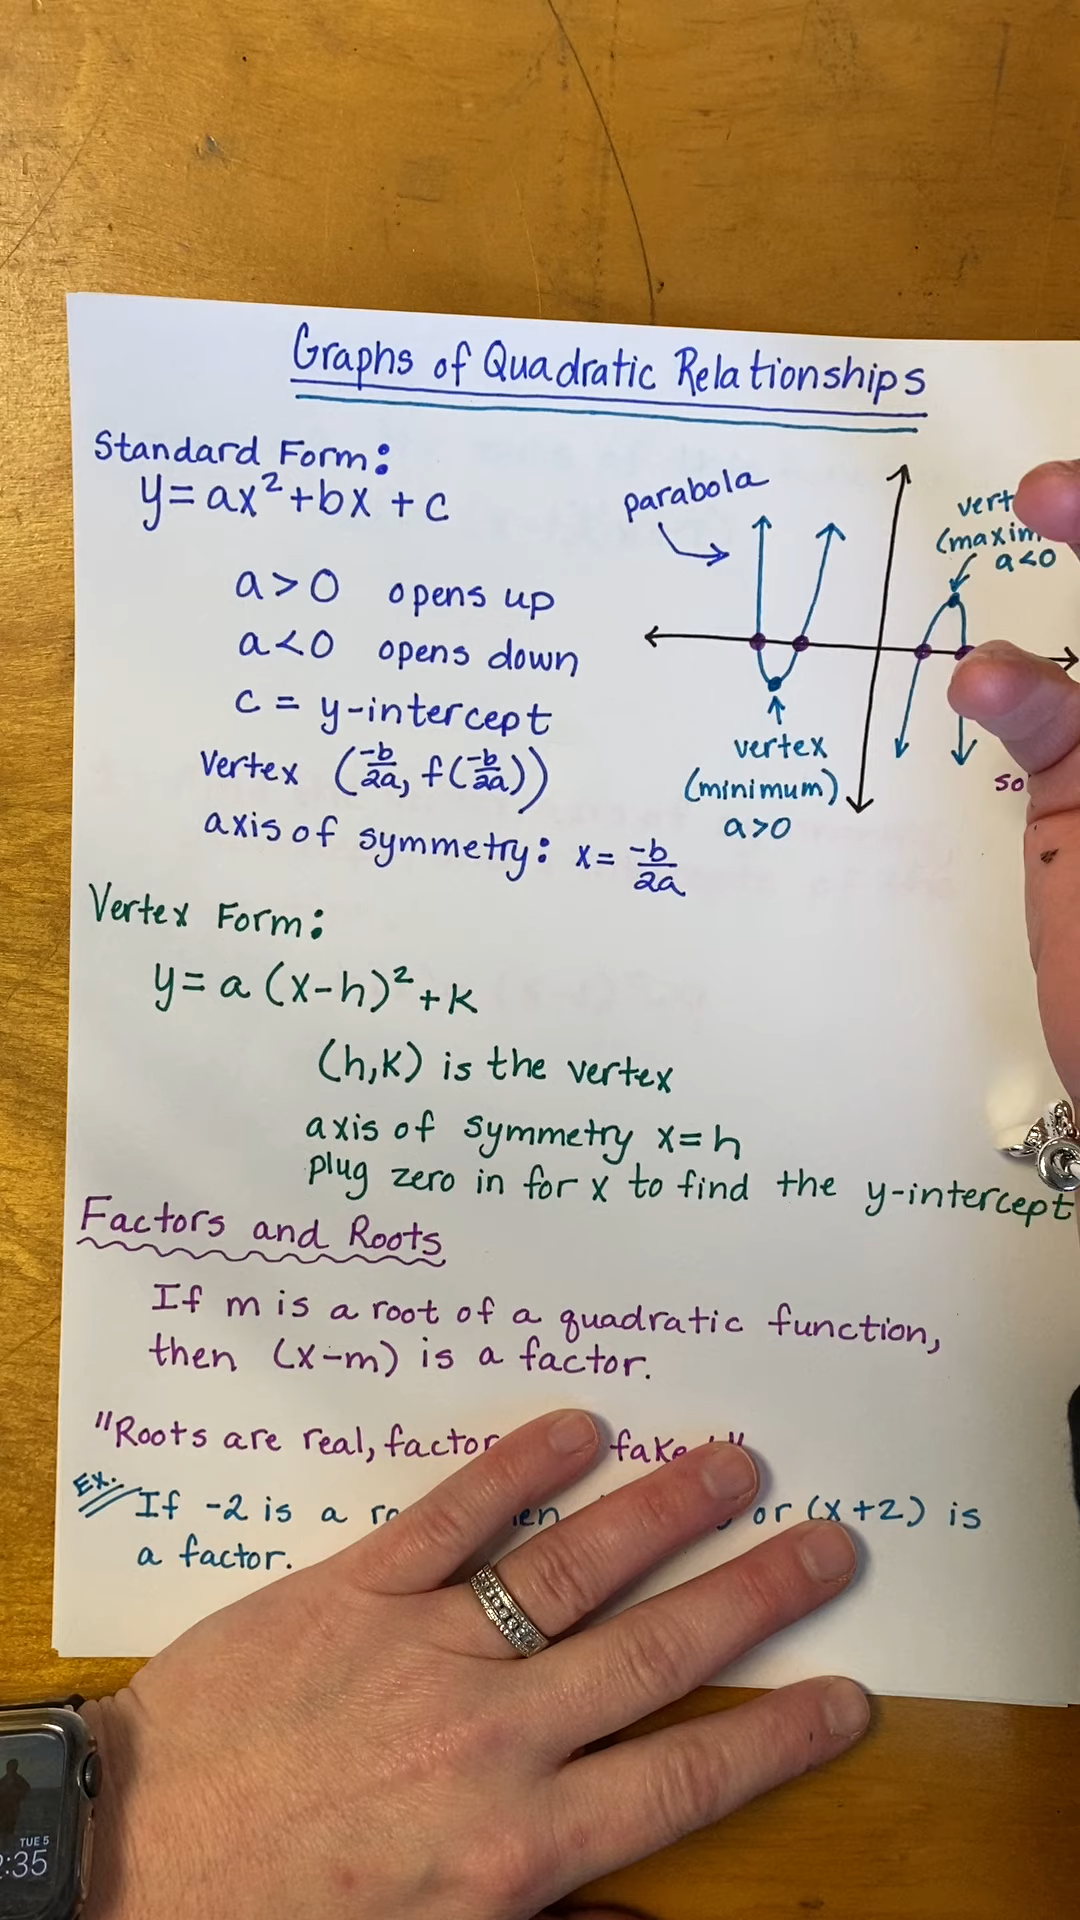 Graphs of Quadratic Relationships
Standard Form:
y = ax² + bx + c
a > 0 opens up
a < 0 opens down
c = y-intercept
Vertex (-b/2a, f(-b/2a))
axis of symmetry: x = -b/2a
parabola
vertex
(minimum)
a>0
a<0
Vertex Form:
y = a (x-h)² + k
(h,k) is the vertex
axis of symmetry x=h
plug zero in for x to find the y-intercept
Factors and Roots
If m is a root of a quadratic function,
then (x-m) is a factor.
"Roots are real,
Ex. If -2 is a or (x+2) is
a factor.
TUE 5
:35